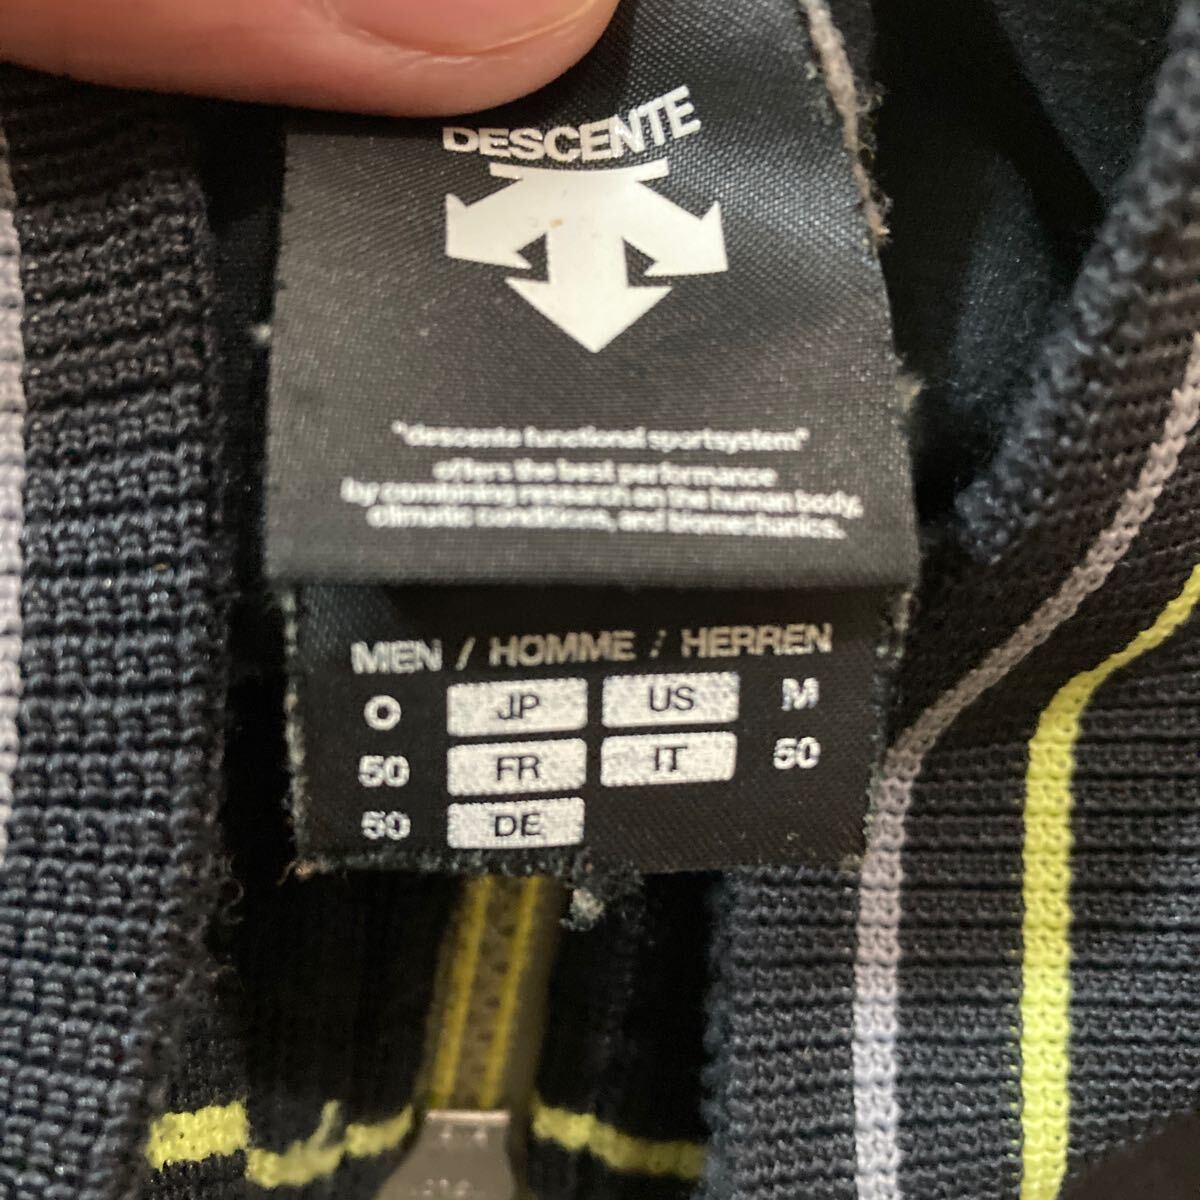 DESCENTE
"descente functional sportsystem"
offers the best performance
by combining research on the human body,
climatic conditions, and biomechanics.
MEN / HOMME / HERREN
O JP US M
50 FR IT 50
50 DE